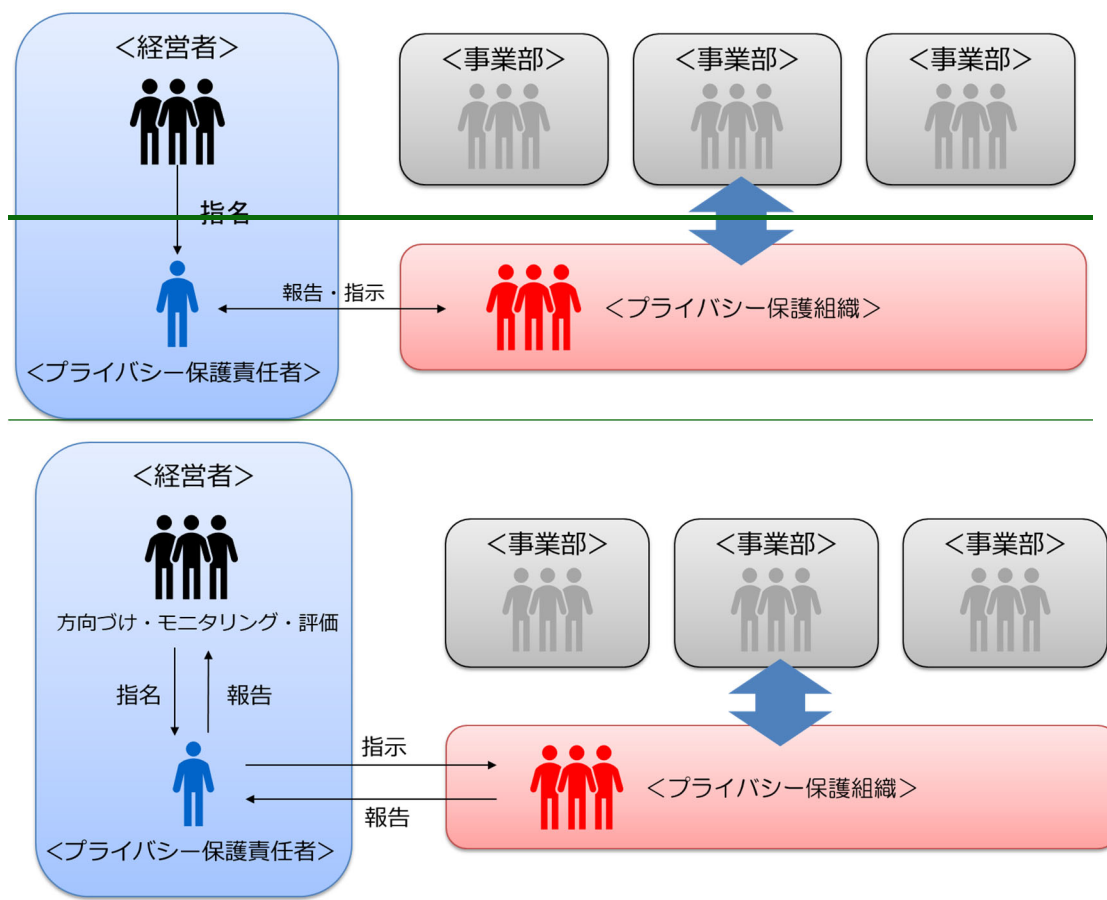 ＜経営者＞
＜事業部＞
＜事業部＞
＜事業部＞
指名
報告・指示
＜プライバシー保護組織＞
＜プライバシー保護責任者＞
＜経営者＞
方向づけ・モニタリング・評価
＜事業部＞
＜事業部＞
＜事業部＞
指名
報告
指示
報告
＜プライバシー保護組織＞
＜プライバシー保護責任者＞